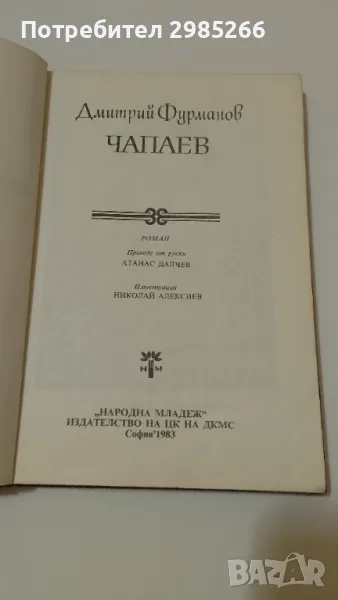 Потребител 2985266
Дмитрий Фурманов
ЧАПАЕВ
РОМАН
Преведе от руски
АТАНАС ДАЛЧЕВ
Илюстрации
НИКОЛАЙ АЛЕКСИЕВ
Н М
„НАРОДНА МЛАДЕЖ“
ИЗДАТЕЛСТВО НА ЦК НА ДКМС
София'1983
BAZAR